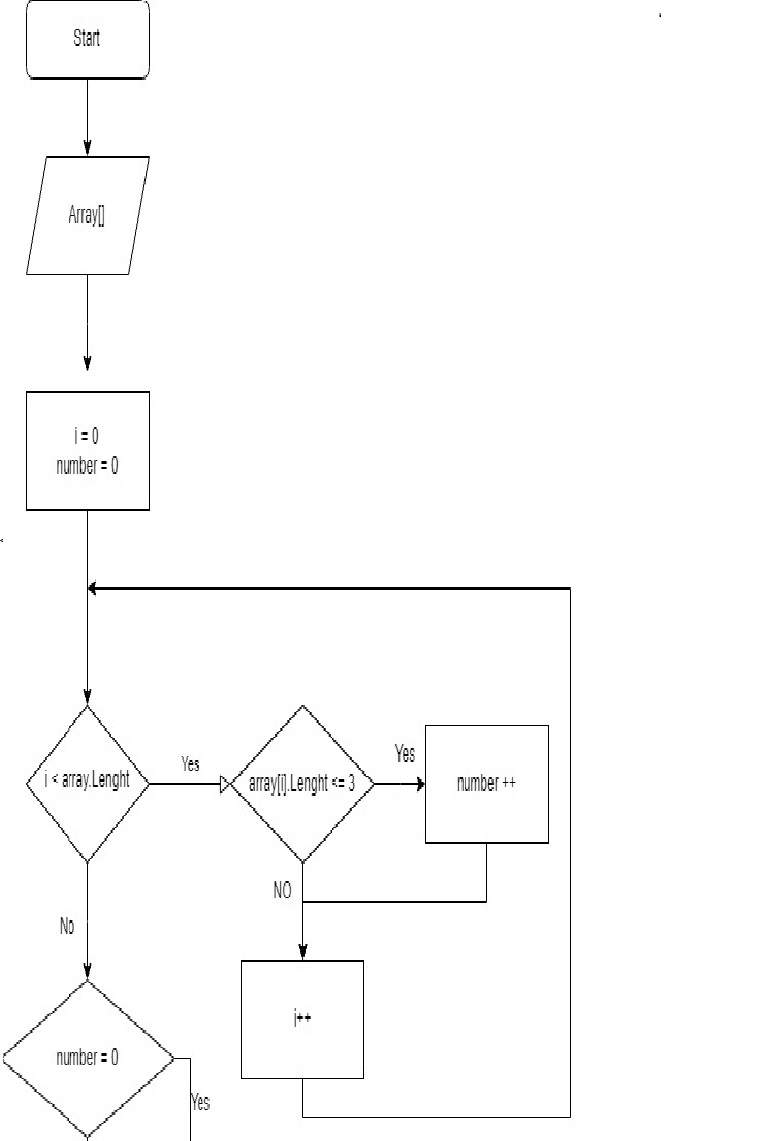 Start
Array[]
i = 0
number = 0
i < array.Lenght
Yes
array[i].Lenght <= 3
Yes
number ++
NO
No
i++
number = 0
Yes